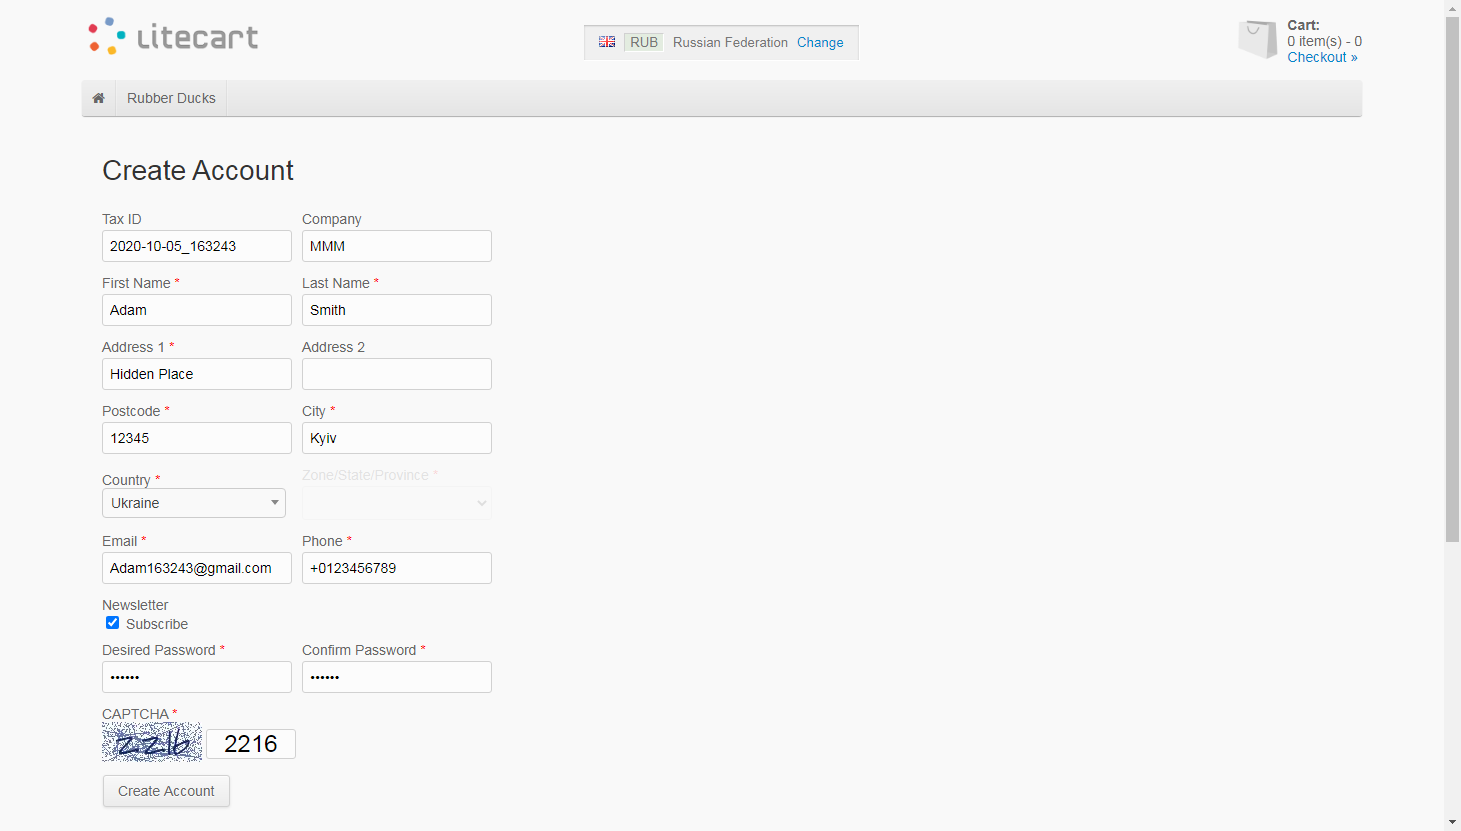 litecart
RUB Russian Federation Change
Cart:
0 item(s) - 0
Checkout »
Rubber Ducks
Create Account
Tax ID Company
2020-10-05_163243 MMM
First Name * Last Name *
Adam Smith
Address 1 * Address 2
Hidden Place
Postcode * City *
12345 Kyiv
Country * Zone/State/Province *
Ukraine
Email * Phone *
Adam163243@gmail.com +0123456789
Newsletter
Subscribe
Desired Password * Confirm Password *
•••••• ••••••
CAPTCHA *
2216 2216
Create Account